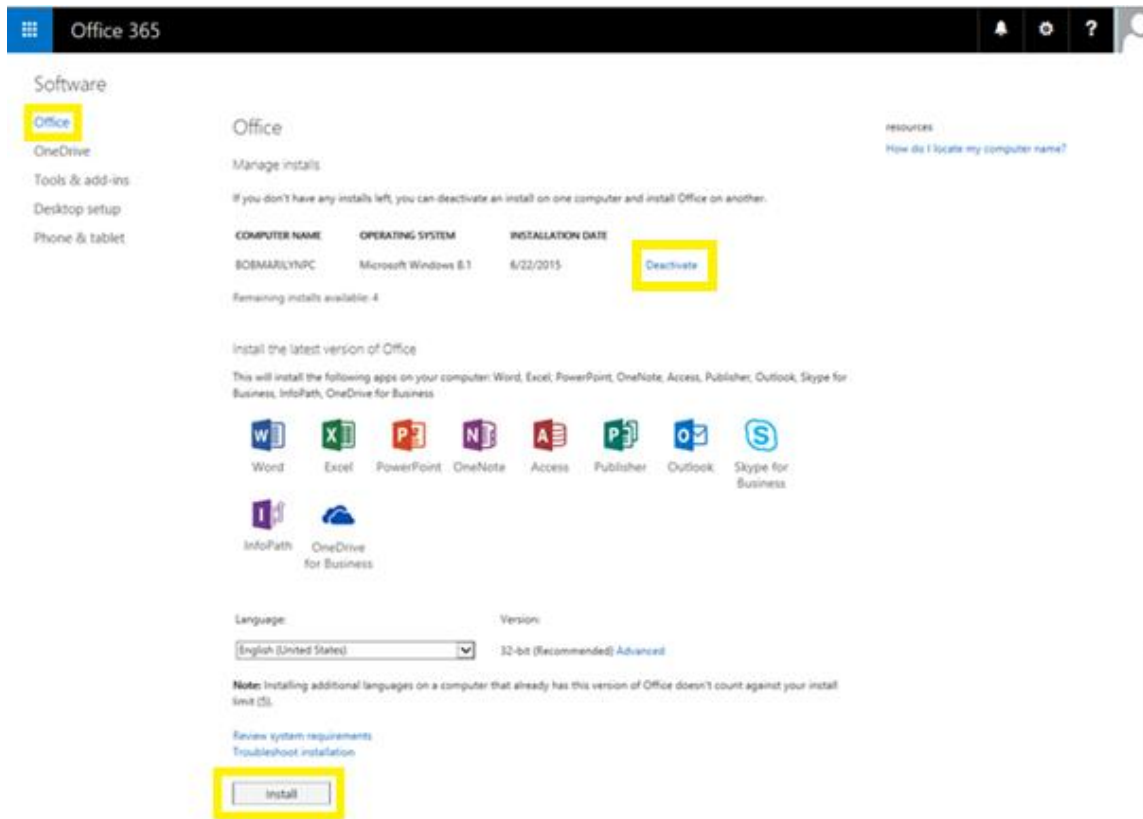 Office 365
?
Software
Office
OneDrive
Tools & add-ins
Desktop setup
Phone & tablet
Office
Manage installs
If you don't have any installs left, you can deactivate an install on one computer and install Office on another.
COMPUTER NAME OPERATING SYSTEM INSTALLATION DATE
BOBMARILYNPC Microsoft Windows 8.1 6/22/2015 Deactivate
Remaining installs available: 4
Install the latest version of Office
This will install the following apps on your computer: Word, Excel, PowerPoint, OneNote, Access, Publisher, Outlook, Skype for
Business, InfoPath, OneDrive for Business
Word Excel PowerPoint OneNote Access Publisher Outlook Skype for
Business
InfoPath OneDrive
for Business
Language: Version:
English (United States) 32-bit (Recommended) Advanced
Note: Installing additional languages on a computer that already has this version of Office doesn't count against your install
limit (5).
Review system requirements
Troubleshoot installation
Install
resources
How do I locate my computer name?